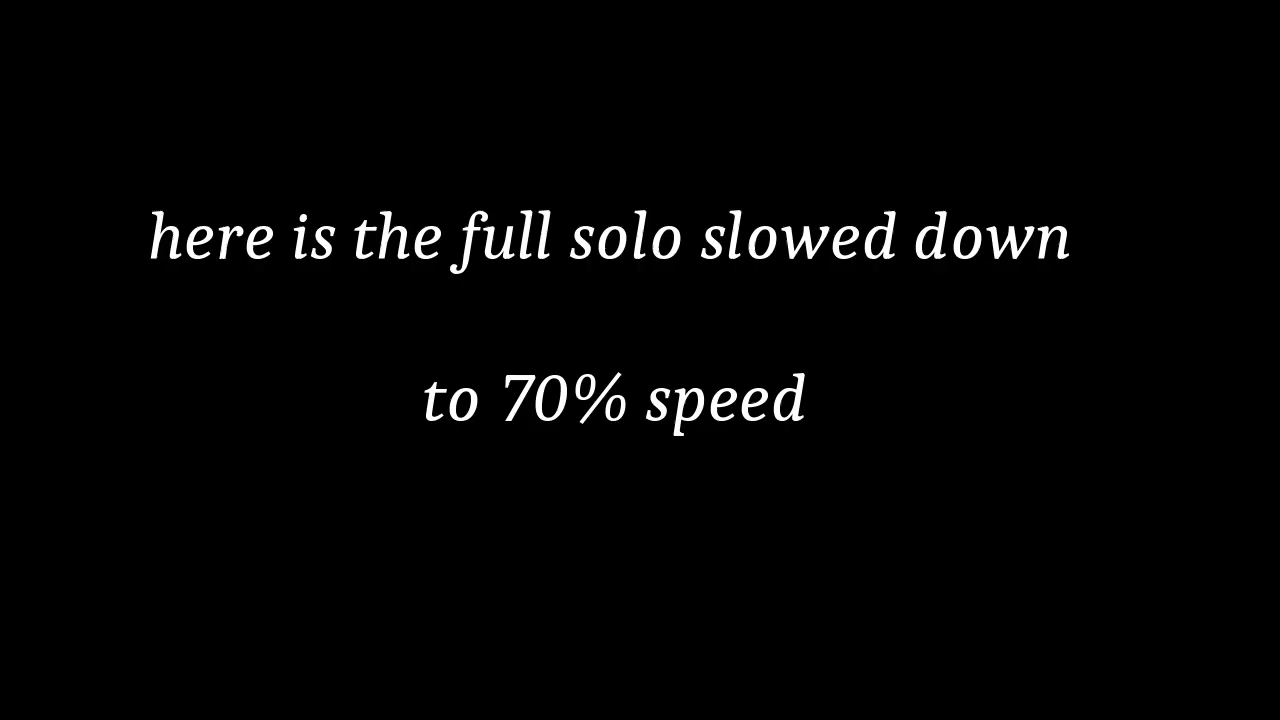 here is the full solo slowed down
to 70% speed